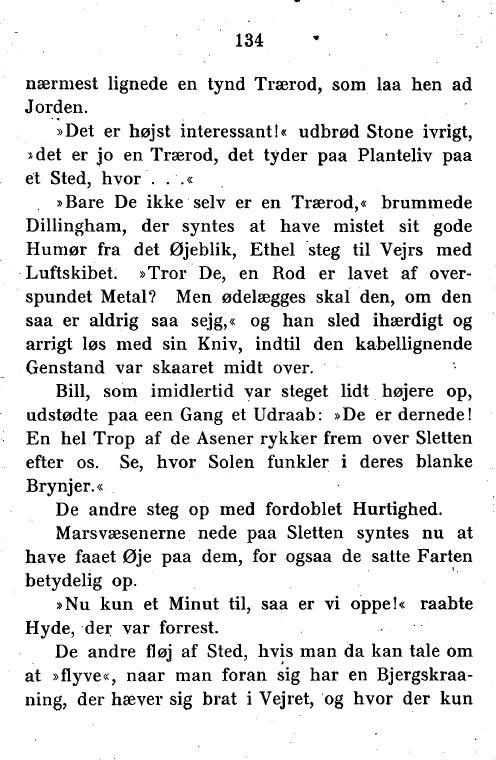 134
nærmest lignede en tynd Trærod, som laa hen ad
Jorden.
»Det er højst interessant!« udbrød Stone ivrigt,
»det er jo en Trærod, det tyder paa Planteliv paa
et Sted, hvor . . .«
»Bare De ikke selv er en Trærod,« brummede
Dillingham, der syntes at have mistet sit gode
Humør fra det Øjeblik, Ethel steg til Vejrs med
Luftskibet. »Tror De, en Rod er lavet af over-
spundet Metal? Men ødelægges skal den, om den
saa er aldrig saa sejg,« og han sled ihærdigt og
arrigt løs med sin Kniv, indtil den kabellignende
Genstand var skaaret midt over.
Bill, som imidlertid var steget lidt højere op,
udstødte paa een Gang et Udraab: »De er dernede!
En hel Trop af de Asener rykker frem over Sletten
efter os. Se, hvor Solen funkler i deres blanke
Brynjer.«
De andre steg op med fordoblet Hurtighed.
Marsvæsenerne nede paa Sletten syntes nu at
have faaet Øje paa dem, for ogsaa de satte Farten
betydelig op.
»Nu kun et Minut til, saa er vi oppe!« raabte
Hyde, der var forrest.
De andre fløj af Sted, hvis man da kan tale om
at »flyve«, naar man foran sig har en Bjergskraa-
ning, der hæver sig brat i Vejret, og hvor der kun